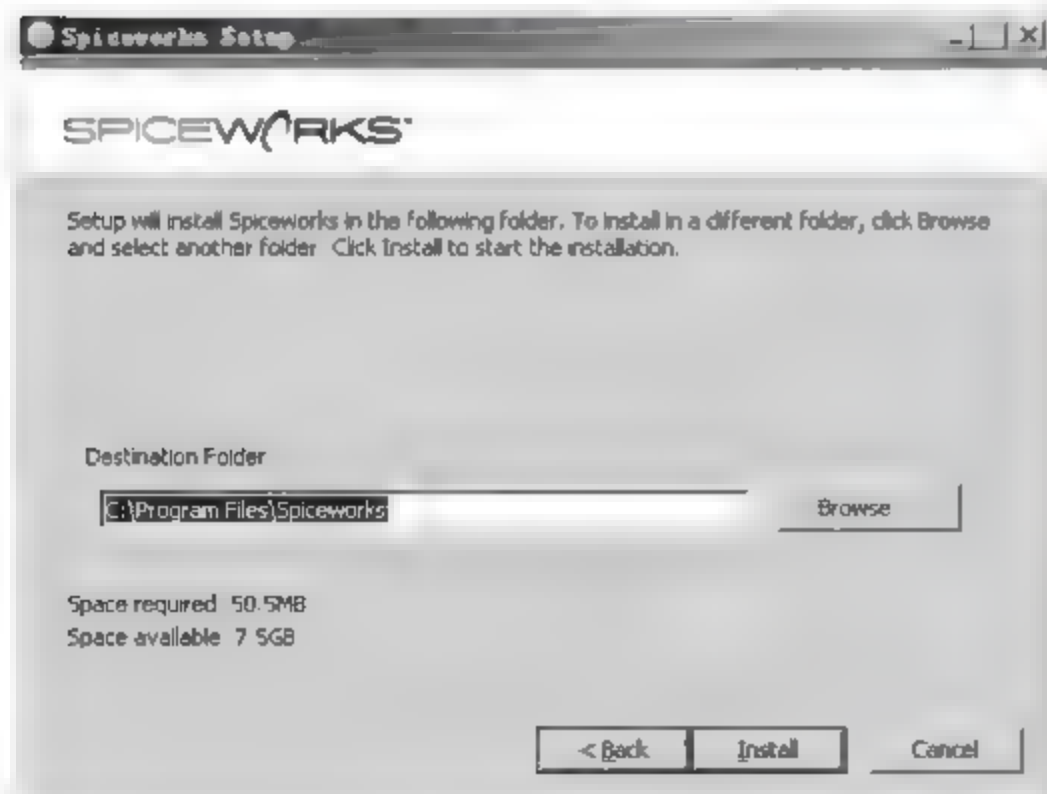 Spiceworks Setup
SPICEWORKS
Setup will install Spiceworks in the following folder. To install in a different folder, click Browse
and select another folder. Click Install to start the installation.
Destination Folder
C:\Program Files\Spiceworks
Browse
Space required 50.5MB
Space available 7 5GB
< Back
Install
Cancel